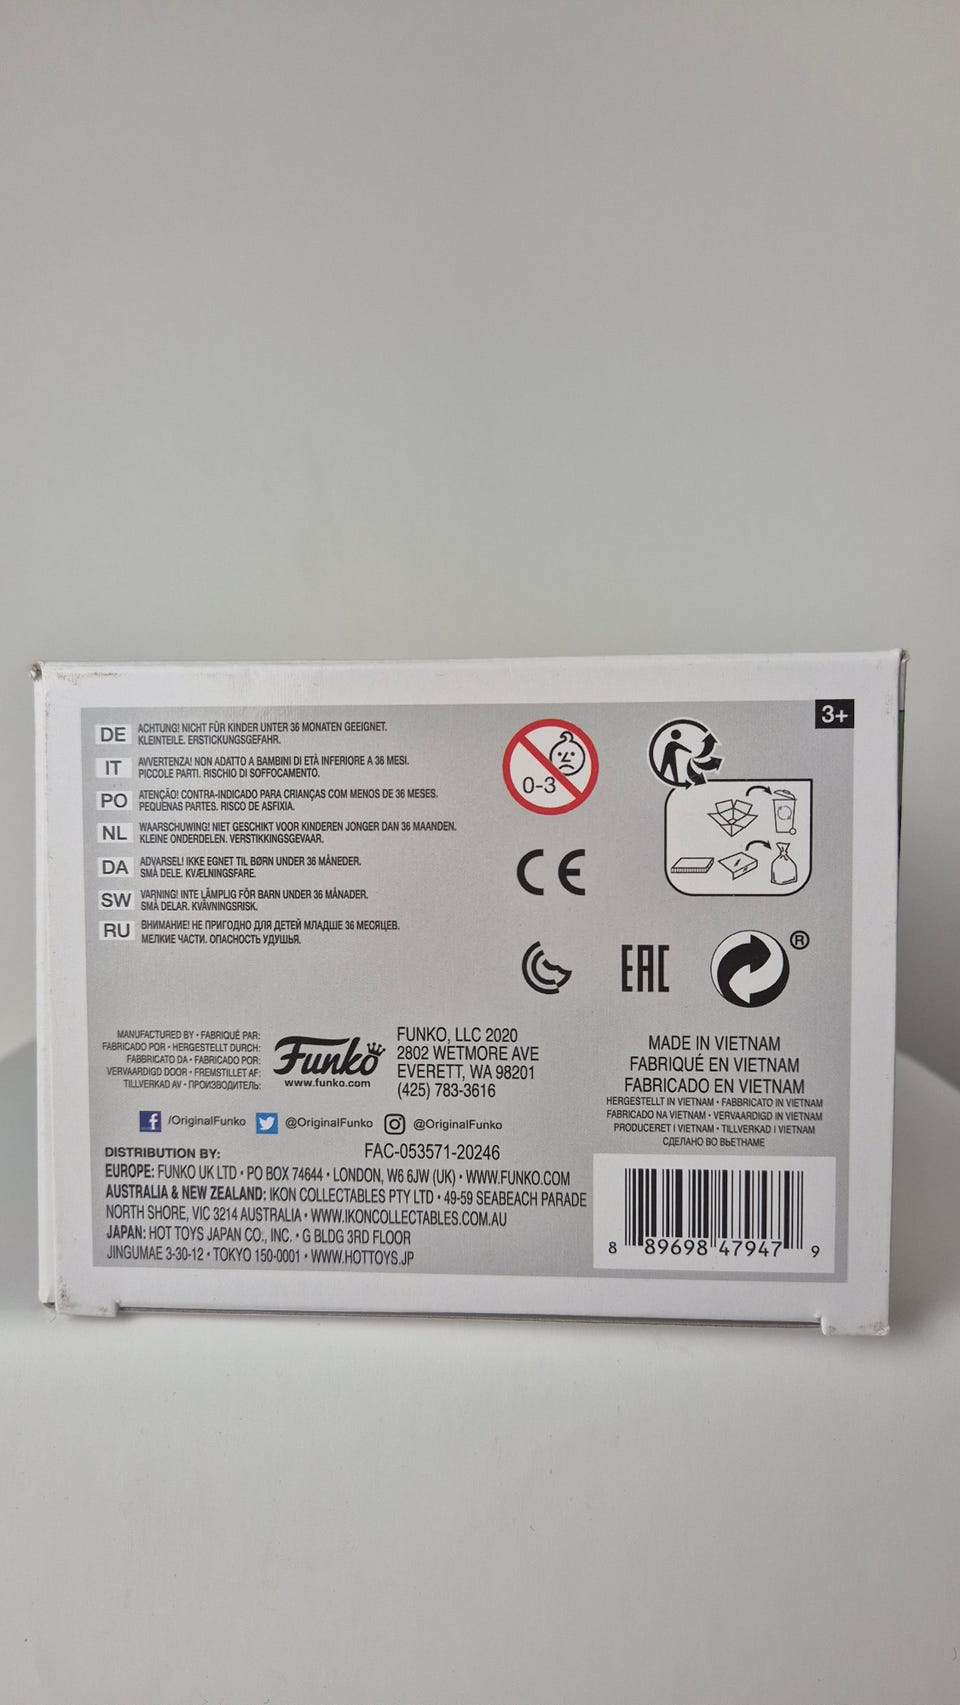 3+
DE ACHTUNG! NICHT FÜR KINDER UNTER 36 MONATEN GEEIGNET.
KLEINTEILE. ERSTICKUNGSGEFAHR.
IT AVVERTENZA! NON ADATTO A BAMBINI DI ETÀ INFERIORE A 36 MESI.
PICCOLE PARTI. RISCHIO DI SOFFOCAMENTO.
PO ATENÇÃO! CONTRA-INDICADO PARA CRIANÇAS COM MENOS DE 36 MESES.
PEQUENAS PARTES. RISCO DE ASFIXIA.
NL WAARSCHUWING! NIET GESCHIKT VOOR KINDEREN JONGER DAN 36 MAANDEN.
KLEINE ONDERDELEN. VERSTIKKINGSGEVAAR.
DA ADVARSEL! IKKE EGNET TIL BØRN UNDER 36 MÅNEDER.
SMÅ DELE. KVÆLNINGSFARE.
SW VARNING! INTE LÄMPLIG FÖR BARN UNDER 36 MÅNADER.
SMÅ DELAR. KVÄVNINGSRISK.
RU ВНИМАНИЕ! НЕ ПРИГОДНО ДЛЯ ДЕТЕЙ МЛАДШЕ 36 МЕСЯЦЕВ.
МЕЛКИЕ ЧАСТИ. ОПАСНОСТЬ УДУШЬЯ.
0-3
CE
EAC
®
MANUFACTURED BY • FABRIQUÉ PAR:
FABRICADO POR • HERGESTELLT DURCH:
FABBRICATO DA • FABRICADO POR:
VERVAARDIGD DOOR • FREMSTILLET AF:
TILLVERKAD AV • ПРОИЗВОДИТЕЛЬ:
Funko
www.funko.com
FUNKO, LLC 2020
2802 WETMORE AVE
EVERETT, WA 98201
(425) 783-3616
/OriginalFunko @OriginalFunko @OriginalFunko
FAC-053571-20246
DISTRIBUTION BY:
EUROPE: FUNKO UK LTD • PO BOX 74644 • LONDON, W6 6JW (UK) • WWW.FUNKO.COM
AUSTRALIA & NEW ZEALAND: IKON COLLECTABLES PTY LTD • 49-59 SEABEACH PARADE
NORTH SHORE, VIC 3214 AUSTRALIA • WWW.IKONCOLLECTABLES.COM.AU
JAPAN: HOT TOYS JAPAN CO., INC. • G BLDG 3RD FLOOR
JINGUMAE 3-30-12 • TOKYO 150-0001 • WWW.HOTTOYS.JP
MADE IN VIETNAM
FABRIQUÉ EN VIETNAM
FABRICADO EN VIETNAM
HERGESTELLT IN VIETNAM • FABBRICATO IN VIETNAM
FABRICADO NA VIETNAM • VERVAARDIGD IN VIETNAM
PRODUCERET I VIETNAM • TILLVERKAD I VIETNAM
СДЕЛАНО ВО ВЬЕТНАМЕ
8 89698 47947 9